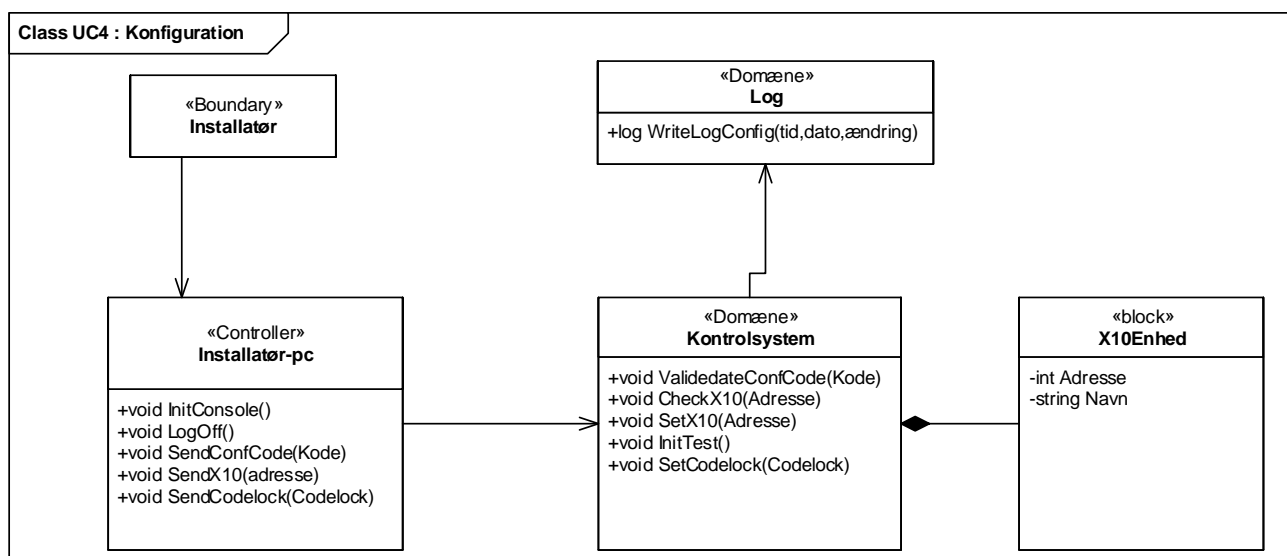 Class UC4 : Konfiguration
«Boundary»
Installatør
«Domæne»
Log
+log WriteLogConfig(tid,dato,ændring)
«Controller»
Installatør-pc
+void InitConsole()
+void LogOff()
+void SendConfCode(Kode)
+void SendX10(adresse)
+void SendCodelock(Codelock)
«Domæne»
Kontrolsystem
+void ValidedateConfCode(Kode)
+void CheckX10(Adresse)
+void SetX10(Adresse)
+void InitTest()
+void SetCodelock(Codelock)
«block»
X10Enhed
-int Adresse
-string Navn